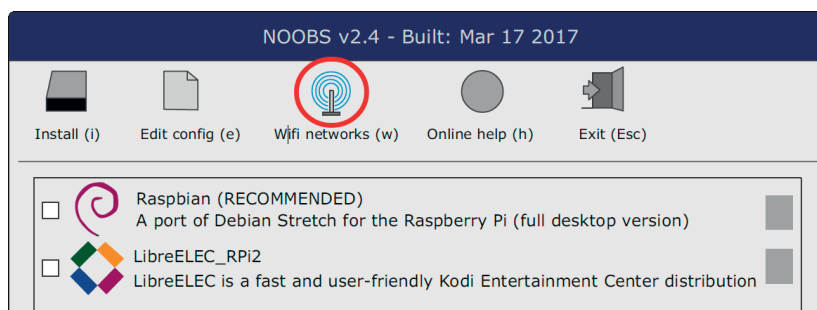 NOOBS v2.4 - Built: Mar 17 2017
Install (i) Edit config (e) Wifi networks (w) Online help (h) Exit (Esc)
Raspbian (RECOMMENDED)
A port of Debian Stretch for the Raspberry Pi (full desktop version)
LibreELEC_RPi2
LibreELEC is a fast and user-friendly Kodi Entertainment Center distribution